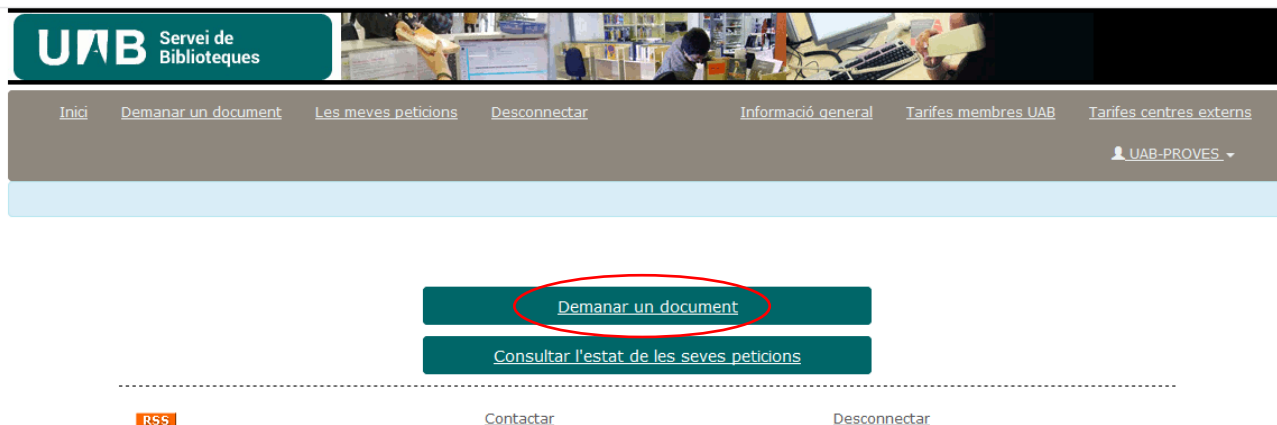 UAB Servei de
Biblioteques
Inici Demanar un document Les meves peticions Desconnectar Informació general Tarifes membres UAB Tarifes centres externs
UAB-PROVES
Demanar un document
Consultar l'estat de les seves peticions
RSS Contactar Desconnectar